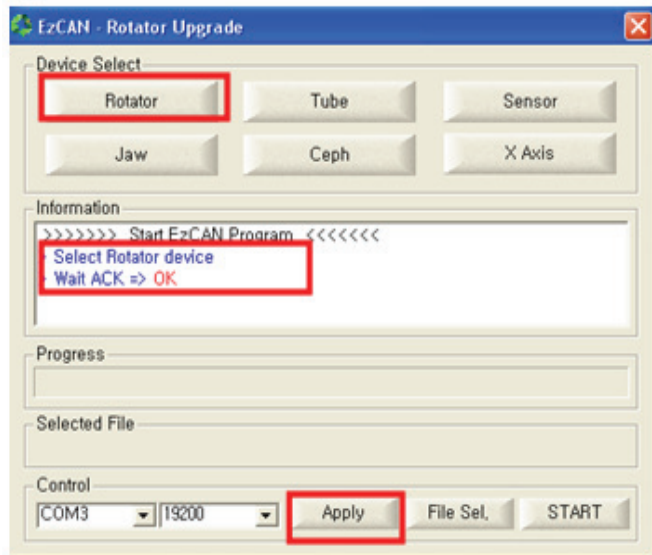 EzCAN - Rotator Upgrade
Device Select
Rotator Tube Sensor
Jaw Ceph X Axis
Information
>>>>>>> Start EzCAN Program <<<<<<<
Select Rotator device
Wait ACK => OK
Progress
Selected File
Control
COM3 19200 Apply File Sel, START